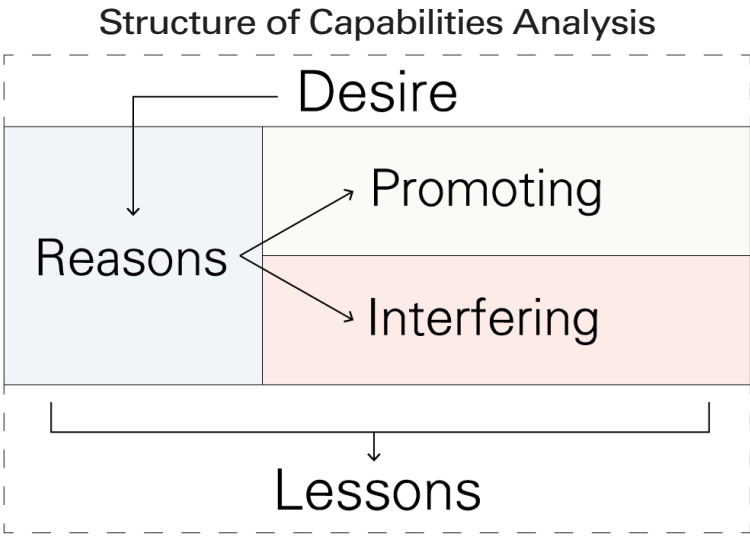 Structure of Capabilities Analysis
Desire
Promoting
Reasons
Interfering
Lessons